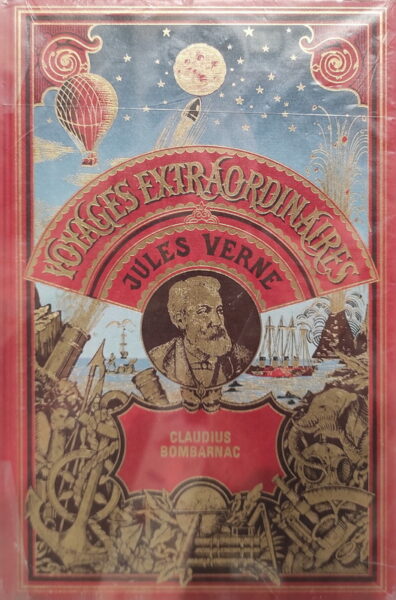 VOYAGES EXTRAORDINAIRES
JULES VERNE
CLAUDIUS
BOMBARNAC